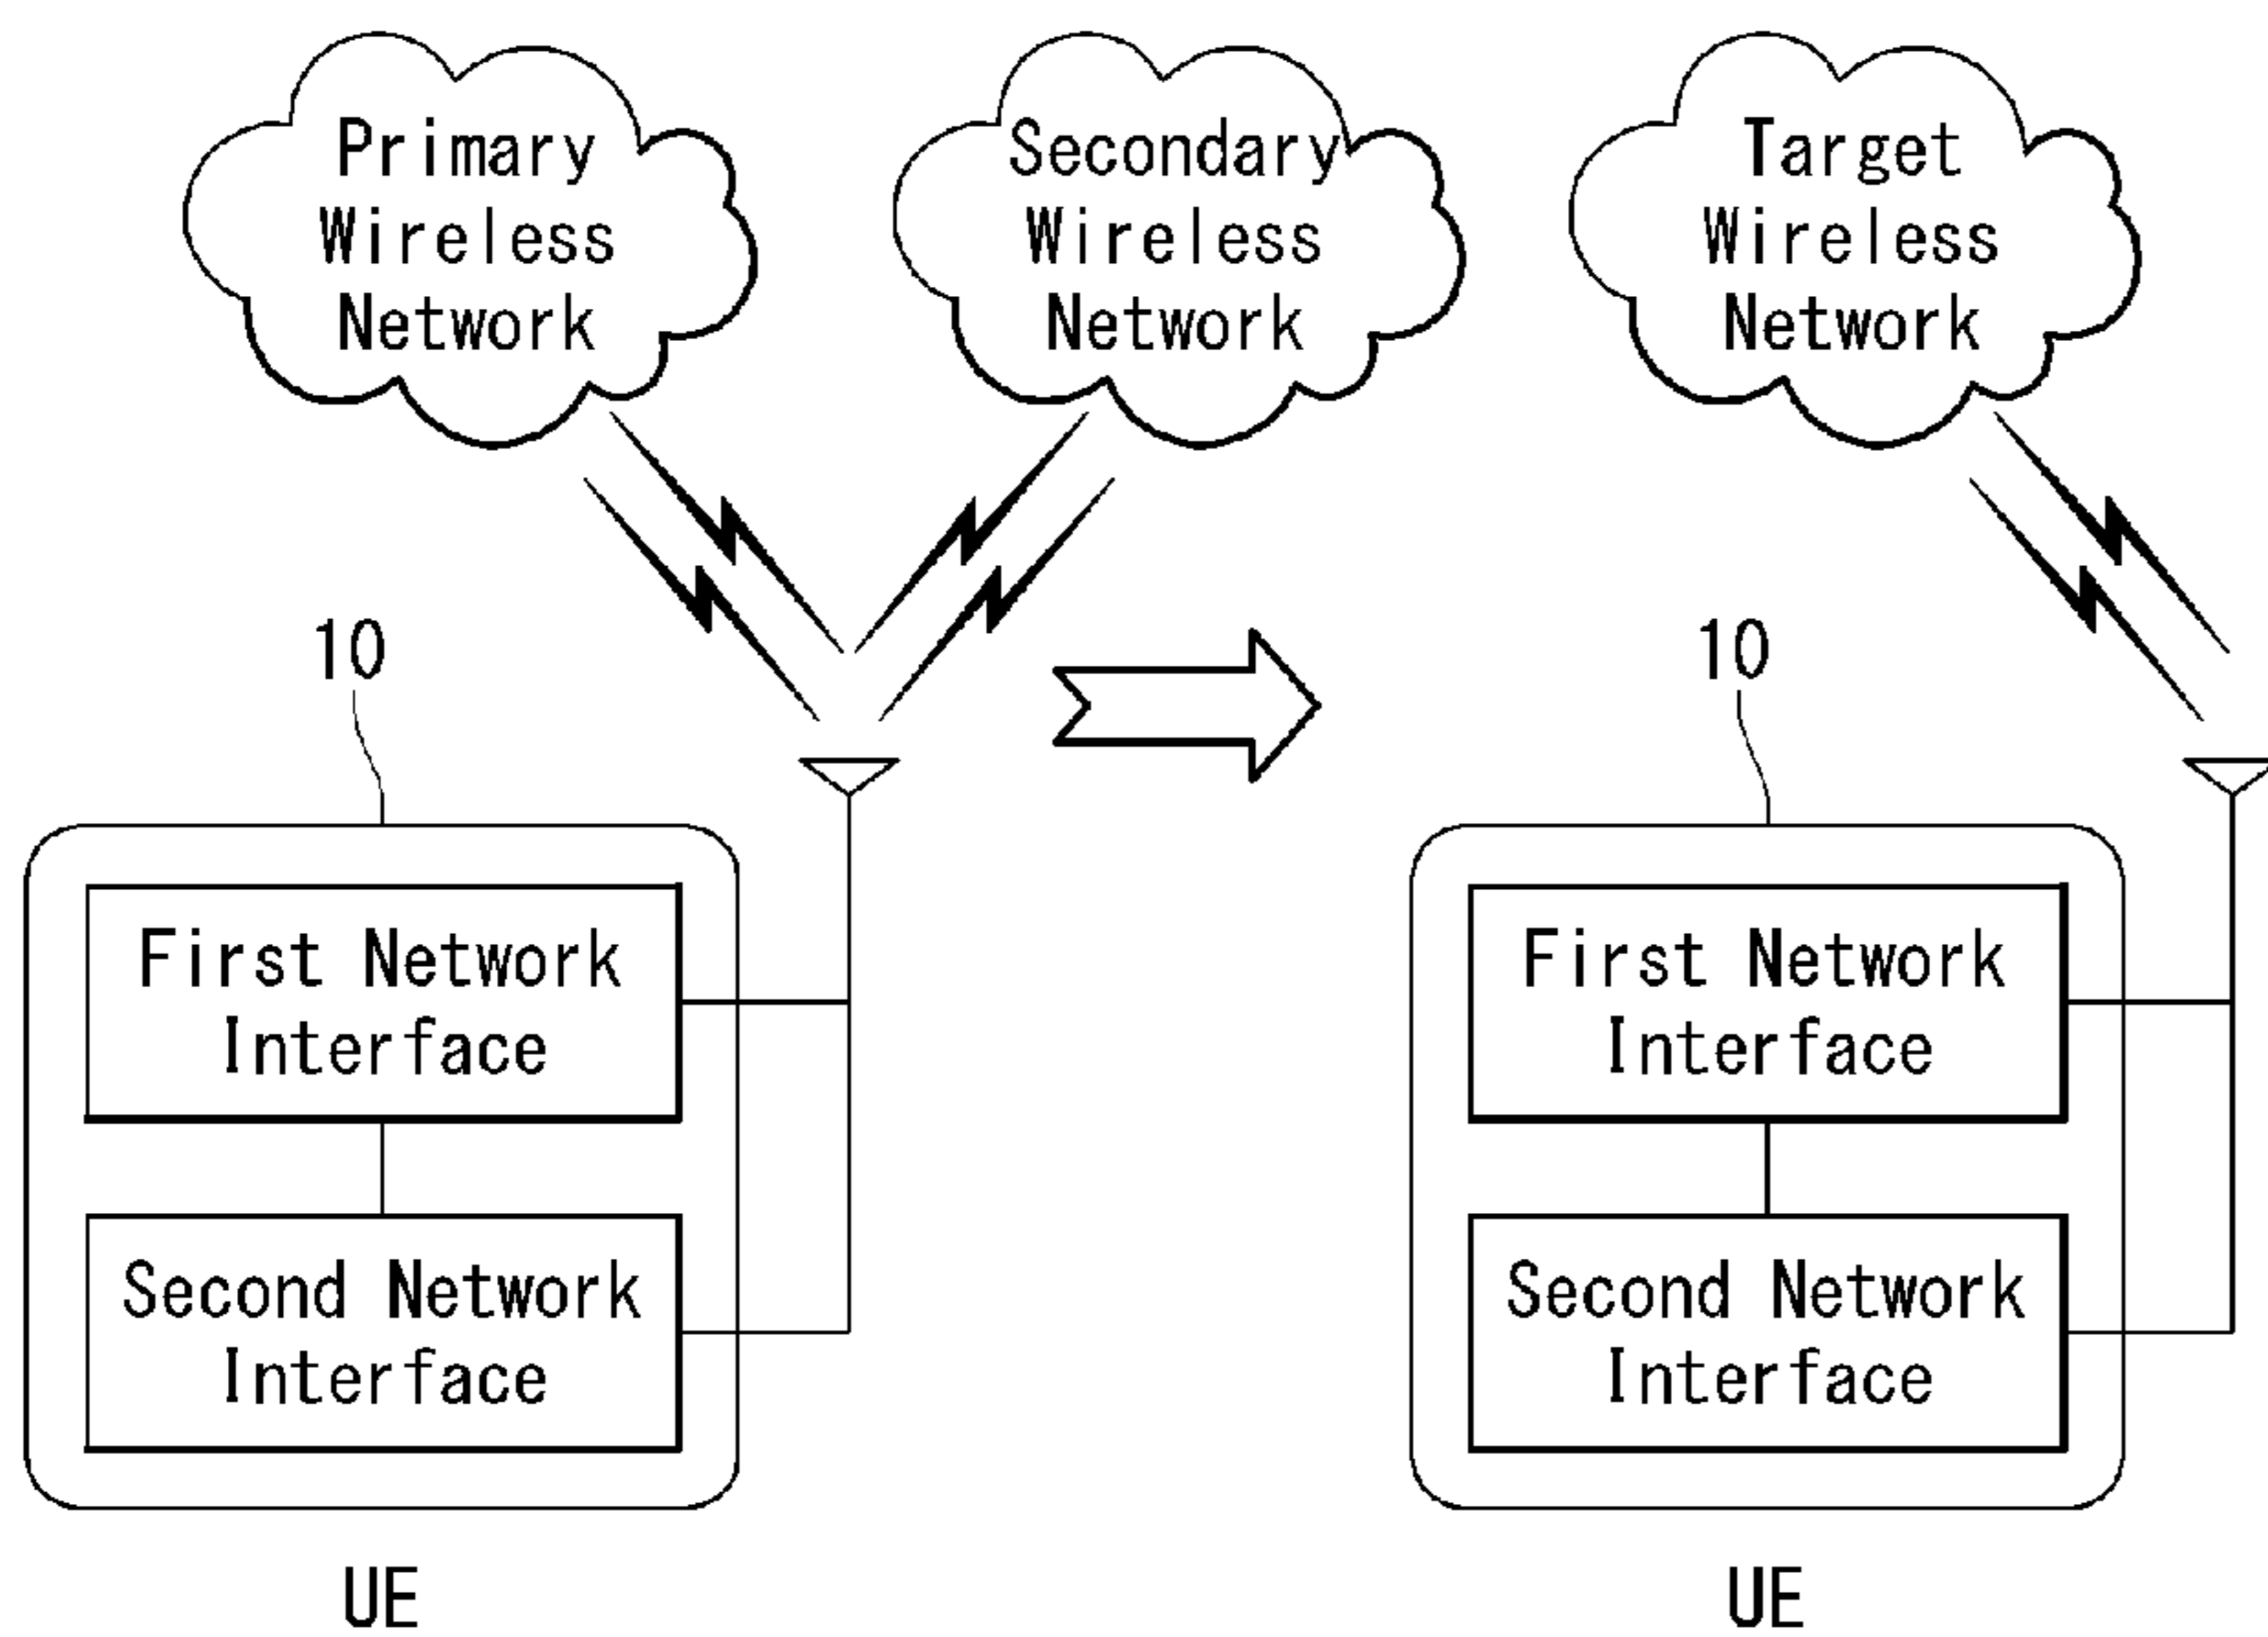 Primary
Wireless
Network
Secondary
Wireless
Network
Target
Wireless
Network
10
10
First Network
Interface
Second Network
Interface
First Network
Interface
Second Network
Interface
UE
UE